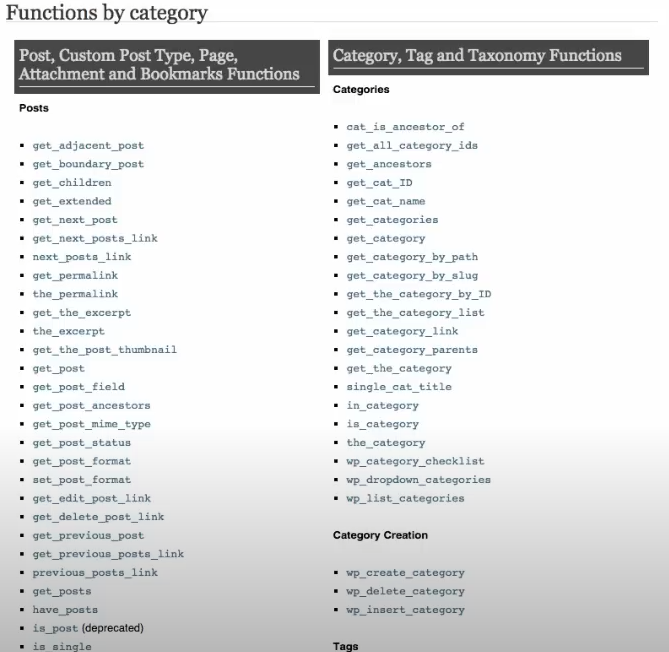 Functions by category
Post, Custom Post Type, Page,
Attachment and Bookmarks Functions
Posts
get_adjacent_post
get_boundary_post
get_children
get_extended
get_next_post
get_next_posts_link
next_posts_link
get_permalink
the_permalink
get_the_excerpt
the_excerpt
get_the_post_thumbnail
get_post
get_post_field
get_post_ancestors
get_post_mime_type
get_post_status
get_post_format
set_post_format
get_edit_post_link
get_delete_post_link
get_previous_post
get_previous_posts_link
previous_posts_link
get_posts
have_posts
is_post (deprecated)
is_single
Category, Tag and Taxonomy Functions
Categories
cat_is_ancestor_of
get_all_category_ids
get_ancestors
get_cat_ID
get_cat_name
get_categories
get_category
get_category_by_path
get_category_by_slug
get_the_category_by_ID
get_the_category_list
get_category_link
get_category_parents
get_the_category
single_cat_title
in_category
is_category
the_category
wp_category_checklist
wp_dropdown_categories
wp_list_categories
Category Creation
wp_create_category
wp_delete_category
wp_insert_category
Tags